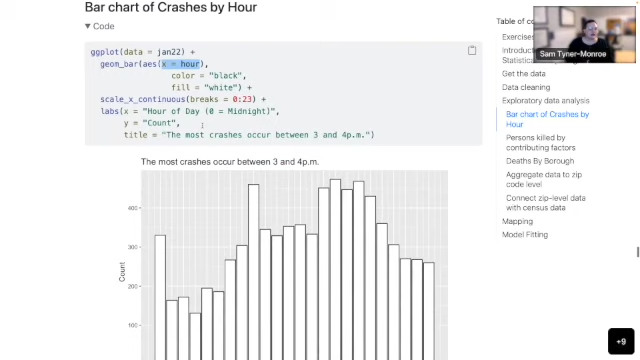 Bar chart of Crashes by Hour
▼ Code
ggplot(data = jan22) +
geom_bar(aes(x = hour),
color = "black",
fill = "white") +
scale_x_continuous(breaks = 0:23) +
labs(x = "Hour of Day (0 = Midnight)",
y = "Count",
title = "The most crashes occur between 3 and 4p.m.")
The most crashes occur between 3 and 4p.m.
400
300
200
100
Count
Table of c
Exercises
Introduc
Statistic
Get the data
Data cleaning
Exploratory data analysis
Bar chart of Crashes by
Hour
Persons killed by
contributing factors
Deaths By Borough
Aggregate data to zip
code level
Connect zip-level data
with census data
Mapping
Model Fitting
Sam Tyner-Monroe
+9